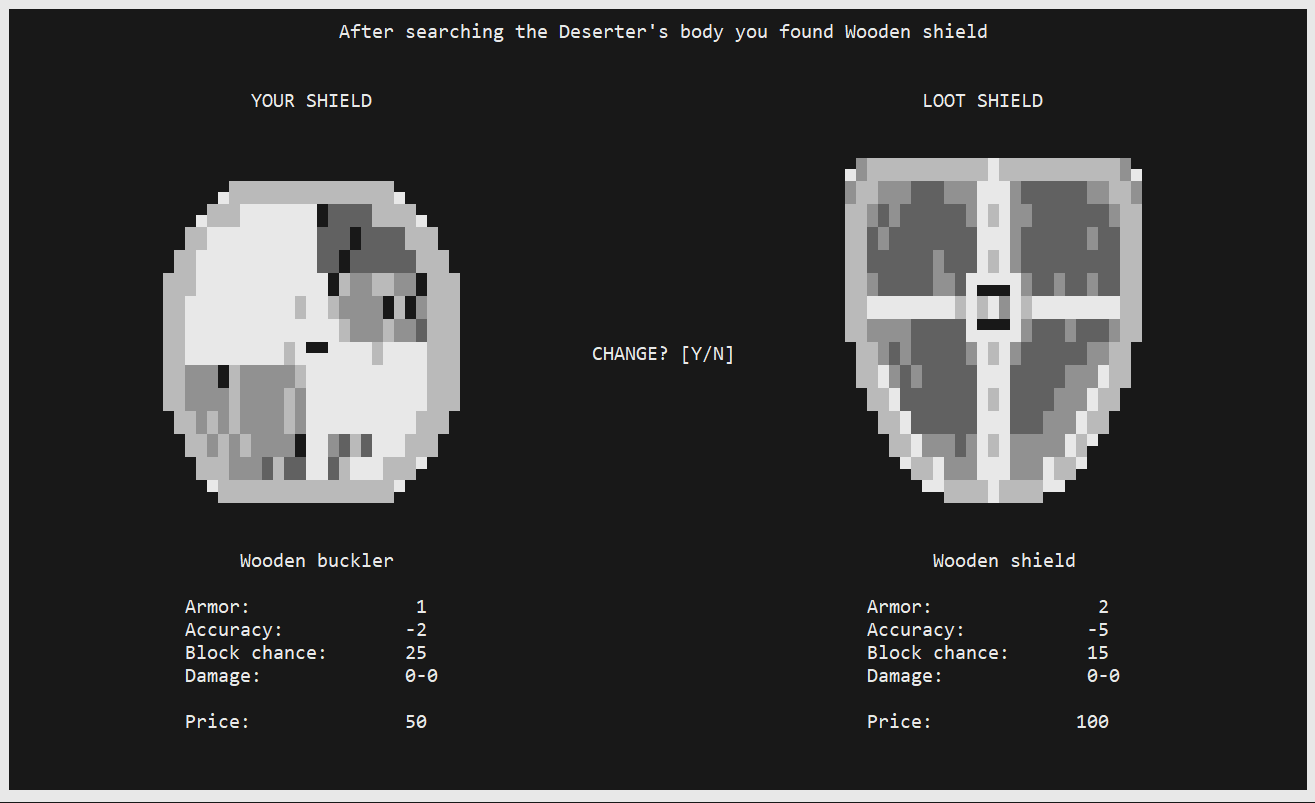 After searching the Deserter's body you found Wooden shield
YOUR SHIELD
LOOT SHIELD
CHANGE? [Y/N]
Wooden buckler
Armor: 1
Accuracy: -2
Block chance: 25
Damage: 0-0
Price: 50
Wooden shield
Armor: 2
Accuracy: -5
Block chance: 15
Damage: 0-0
Price: 100